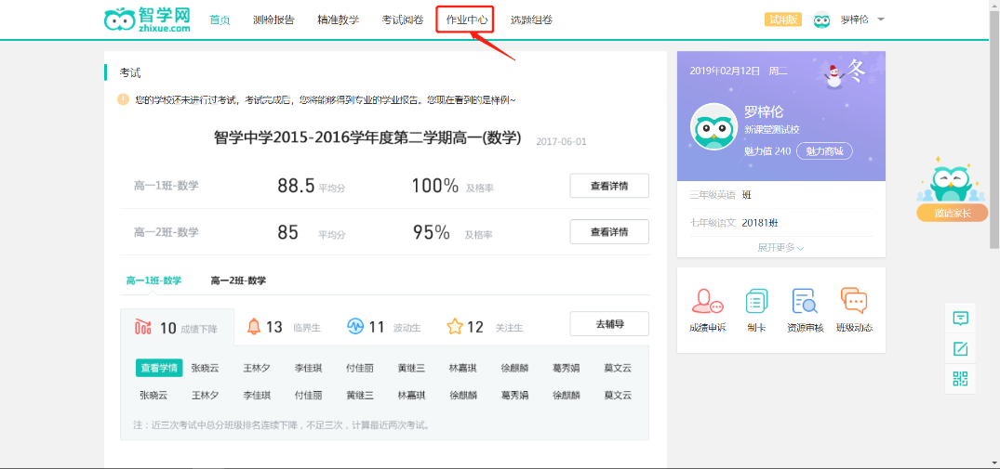 智学网
zhixue.com
首页 测验报告 精准教学 考试阅卷 作业中心 选题组卷 试用版 罗梓伦
考试
您的学校还未进行过考试，考试完成后，您将能够得到专业的学业报告。您现在看到的是样例~
智学中学2015-2016学年度第二学期高一(数学) 2017-06-01
高一1班-数学 88.5 平均分 100% 及格率 查看详情
高一2班-数学 85 平均分 95% 及格率 查看详情
高一1班-数学 高一2班-数学
10 成绩下降 13 临界生 11 波动生 12 关注生 去辅导
查看学情 张晓云 王林夕 李佳琪 付佳丽 黄继三 林嘉琪 徐麒麟 葛秀娟 莫文云
张晓云 王林夕 李佳琪 付佳丽 黄继三 林嘉琪 徐麒麟 葛秀娟 徐麒麟 莫文云
注：近三次考试中总分班级排名连续下降，不足三次，计算最近两次考试。
2019年02月12日 周二
冬
罗梓伦
新课堂测试校
魅力值 240 魅力商城
三年级英语 班
七年级语文 20181班
展开更多
成绩申诉 制卡 资源审核 班级动态
邀请家长